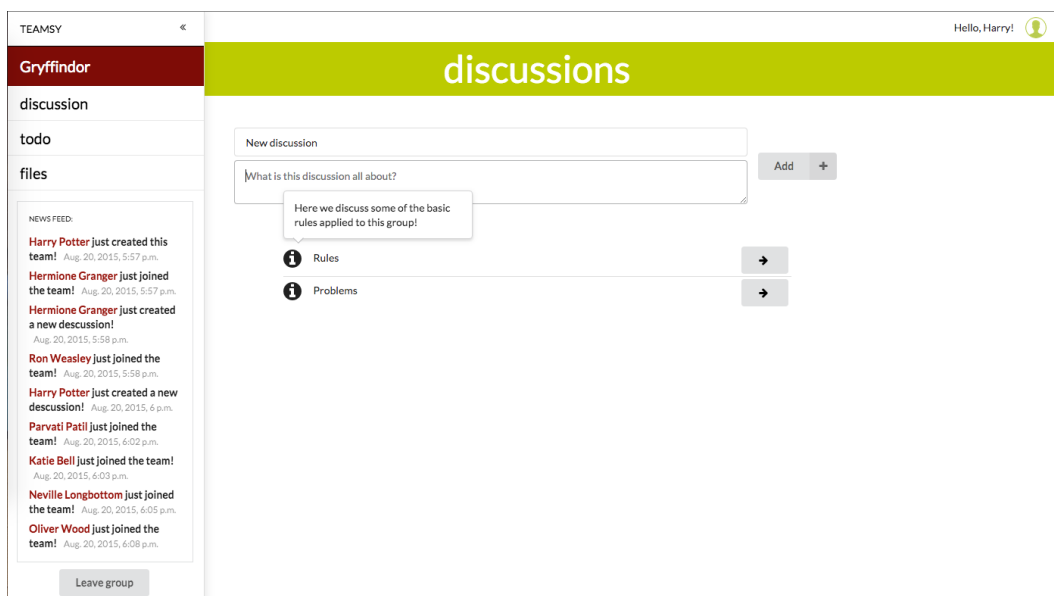 TEAMSY «
Hello, Harry!
Gryffindor
discussions
discussion
todo
files
New discussion
What is this discussion all about?
Add +
Here we discuss some of the basic
rules applied to this group!
Rules
Problems
NEWS FEED:
Harry Potter just created this
team! Aug. 20, 2015, 5:57 p.m.
Hermione Granger just joined
the team! Aug. 20, 2015, 5:57 p.m.
Hermione Granger just created
a new descussion!
Aug. 20, 2015, 5:58 p.m.
Ron Weasley just joined the
team! Aug. 20, 2015, 5:58 p.m.
Harry Potter just created a new
descussion! Aug. 20, 2015, 6 p.m.
Parvati Patil just joined the
team! Aug. 20, 2015, 6:02 p.m.
Katie Bell just joined the team!
Aug. 20, 2015, 6:03 p.m.
Neville Longbottom just joined
the team! Aug. 20, 2015, 6:05 p.m.
Oliver Wood just joined the
team! Aug. 20, 2015, 6:08 p.m.
Leave group